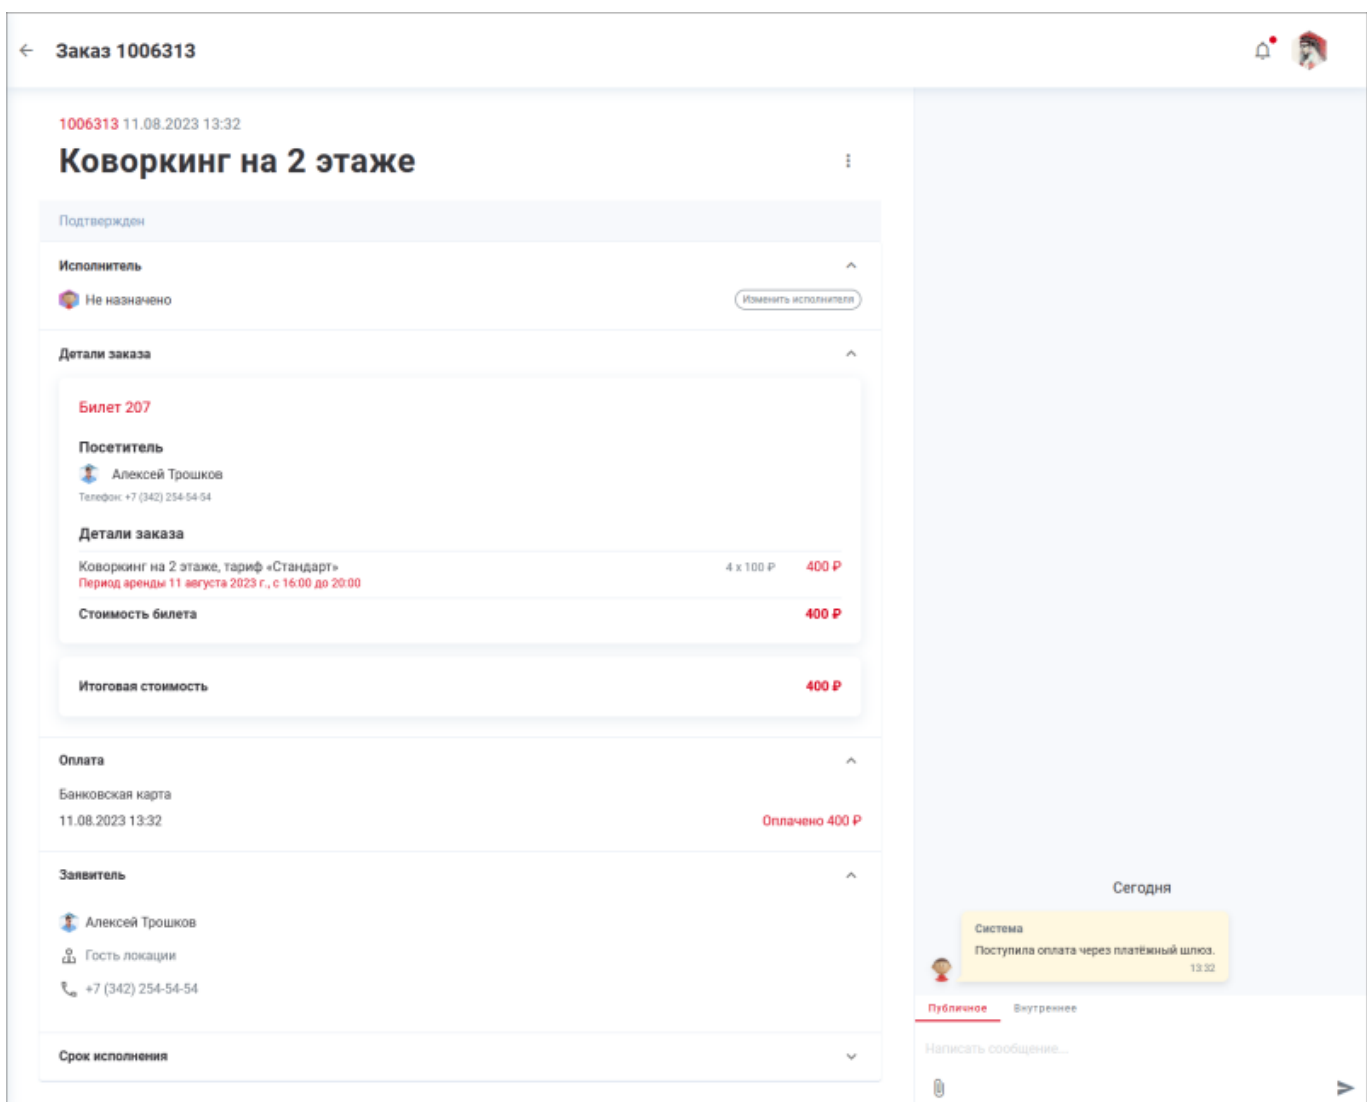 Заказ 1006313
1006313 11.08.2023 13:32
Коворкинг на 2 этаже
Подтвержден
Исполнитель
Не назначено
Изменить исполнителя
Детали заказа
Билет 207
Посетитель
Алексей Трошков
Телефон: +7 (342) 254-54-54
Детали заказа
Коворкинг на 2 этаже, тариф «Стандарт» 4 x 100 ₽ 400 ₽
Период аренды 11 августа 2023 г., с 16:00 до 20:00
Стоимость билета 400 ₽
Итоговая стоимость 400 ₽
Оплата
Банковская карта
11.08.2023 13:32 Оплачено 400 ₽
Заявитель
Алексей Трошков
Гость локации
+7 (342) 254-54-54
Срок исполнения
Сегодня
Система
Поступила оплата через платёжный шлюз.
13:32
Публичное Внутреннее
Написать сообщение...